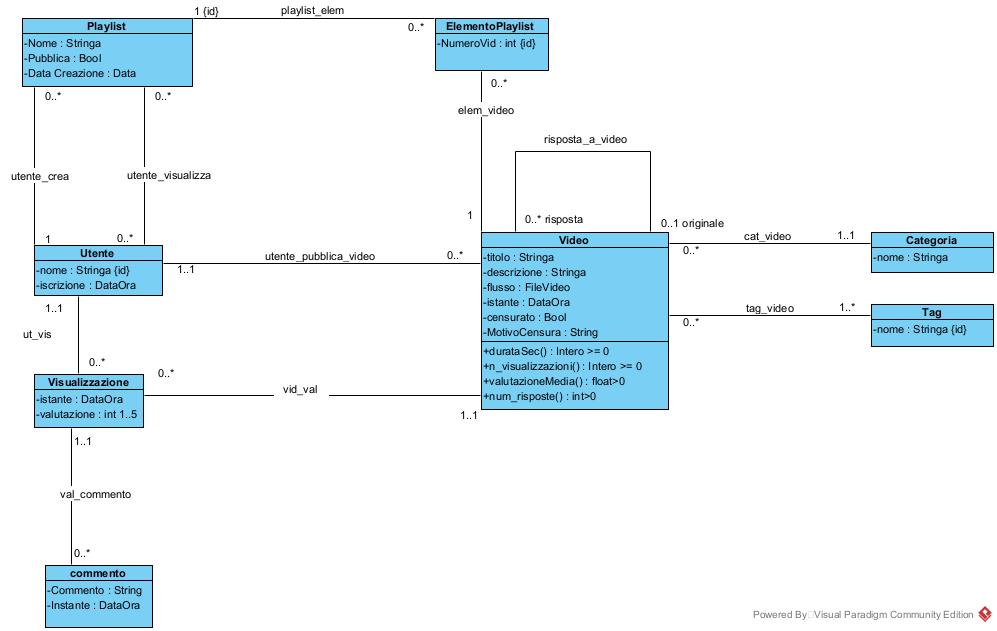 1 {id}
playlist_elem
0..*
Playlist
-Nome : Stringa
-Pubblica : Bool
-Data Creazione : Data
ElementoPlaylist
-NumeroVid : int {id}
0..*
0..*
0..*
elem_video
risposta_a_video
utente_crea
utente_visualizza
1
0..* risposta
0..1 originale
1
0..*
Utente
-nome : Stringa {id}
-iscrizione : DataOra
utente_pubblica_video
1..1
0..*
Video
-titolo : Stringa
-descrizione : Stringa
-flusso : FileVideo
-istante : DataOra
-censurato : Bool
-MotivoCensura : String
+durataSec() : Intero >= 0
+n_visualizzazioni() : Intero >= 0
+valutazioneMedia() : float>0
+num_risposte() : int>0
cat_video
0..*
1..1
Categoria
-nome : Stringa
tag_video
0..*
1..*
Tag
-nome : Stringa {id}
1..1
ut_vis
0..*
Visualizzazione
-istante : DataOra
-valutazione : int 1..5
0..*
vid_val
1..1
1..1
val_commento
0..*
commento
-Commento : String
-Instante : DataOra
Powered By Visual Paradigm Community Edition